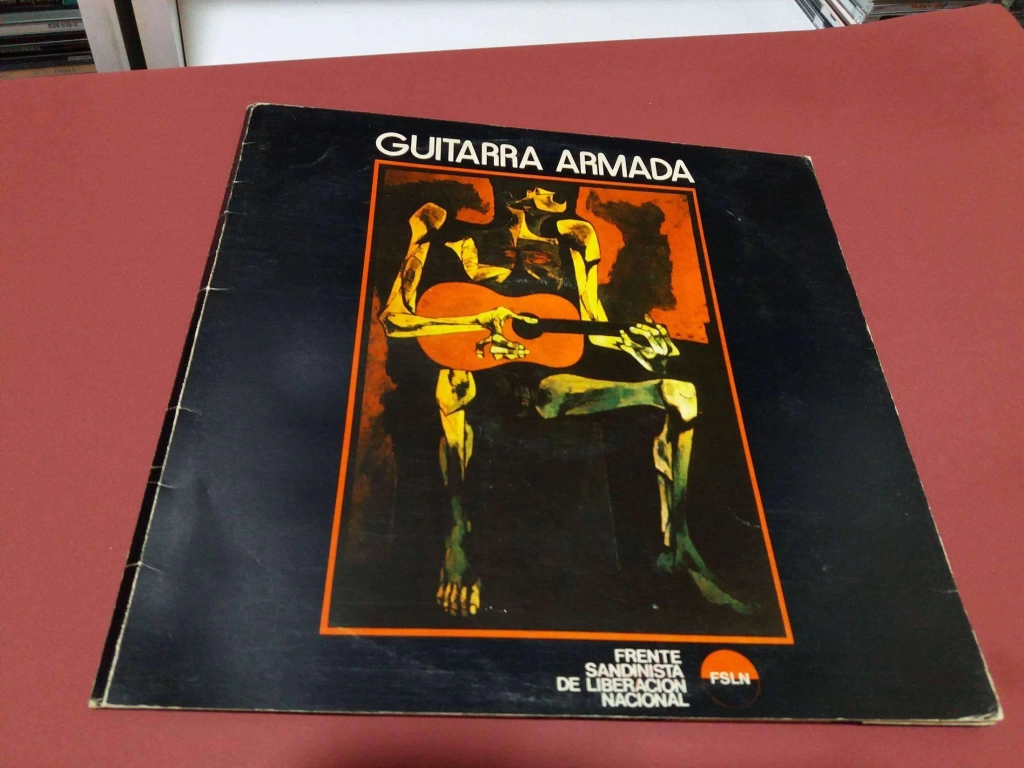 GUITARRA ARMADA
FRENTE
SANDINISTA
DE LIBERACION
NACIONAL
FSLN